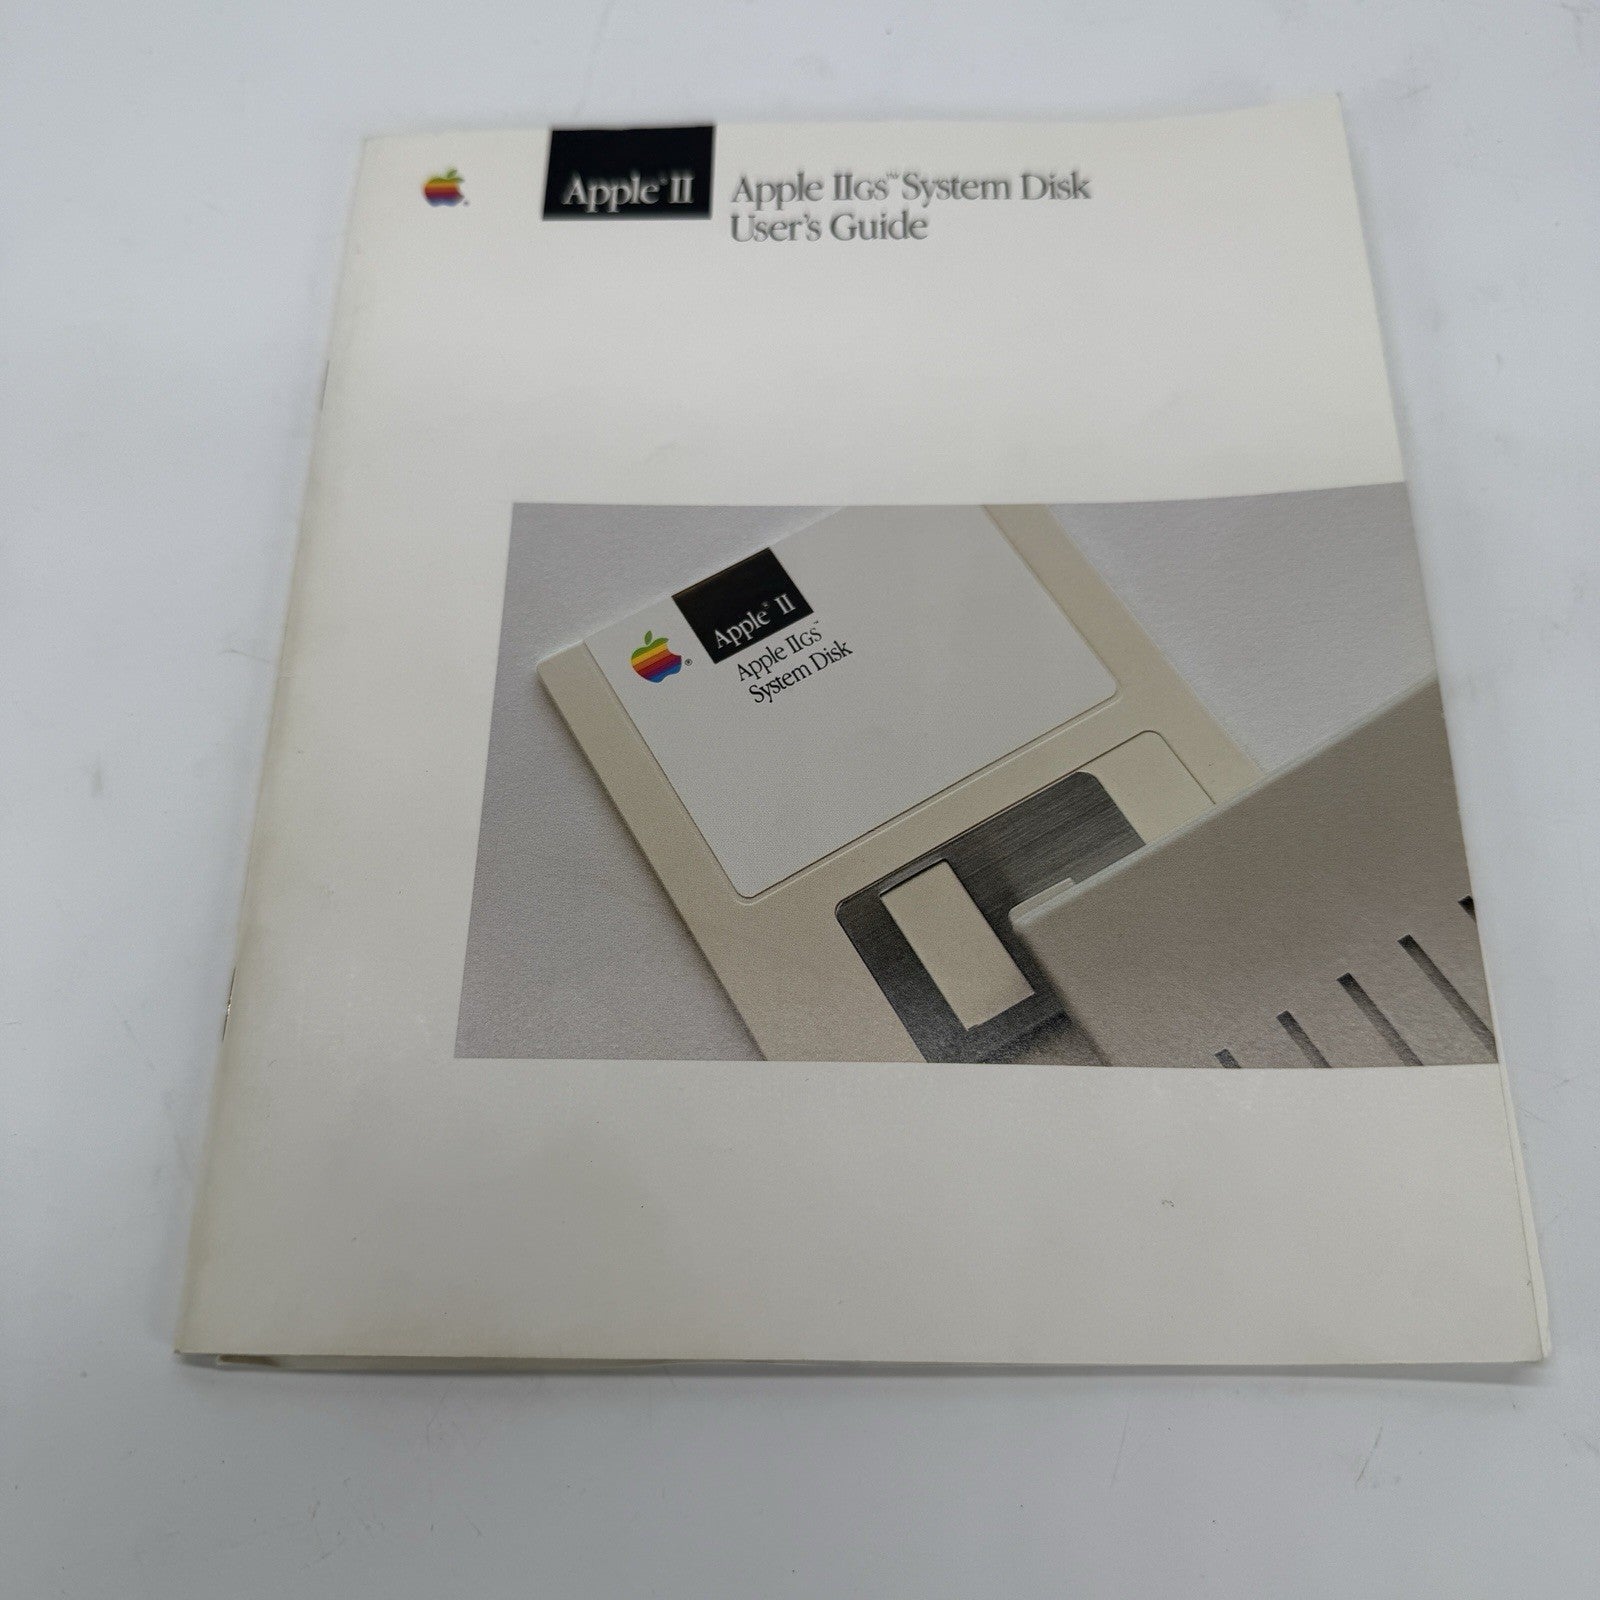 Apple® II
Apple IIGS™ System Disk
User's Guide
Apple® II
Apple IIGS™
System Disk